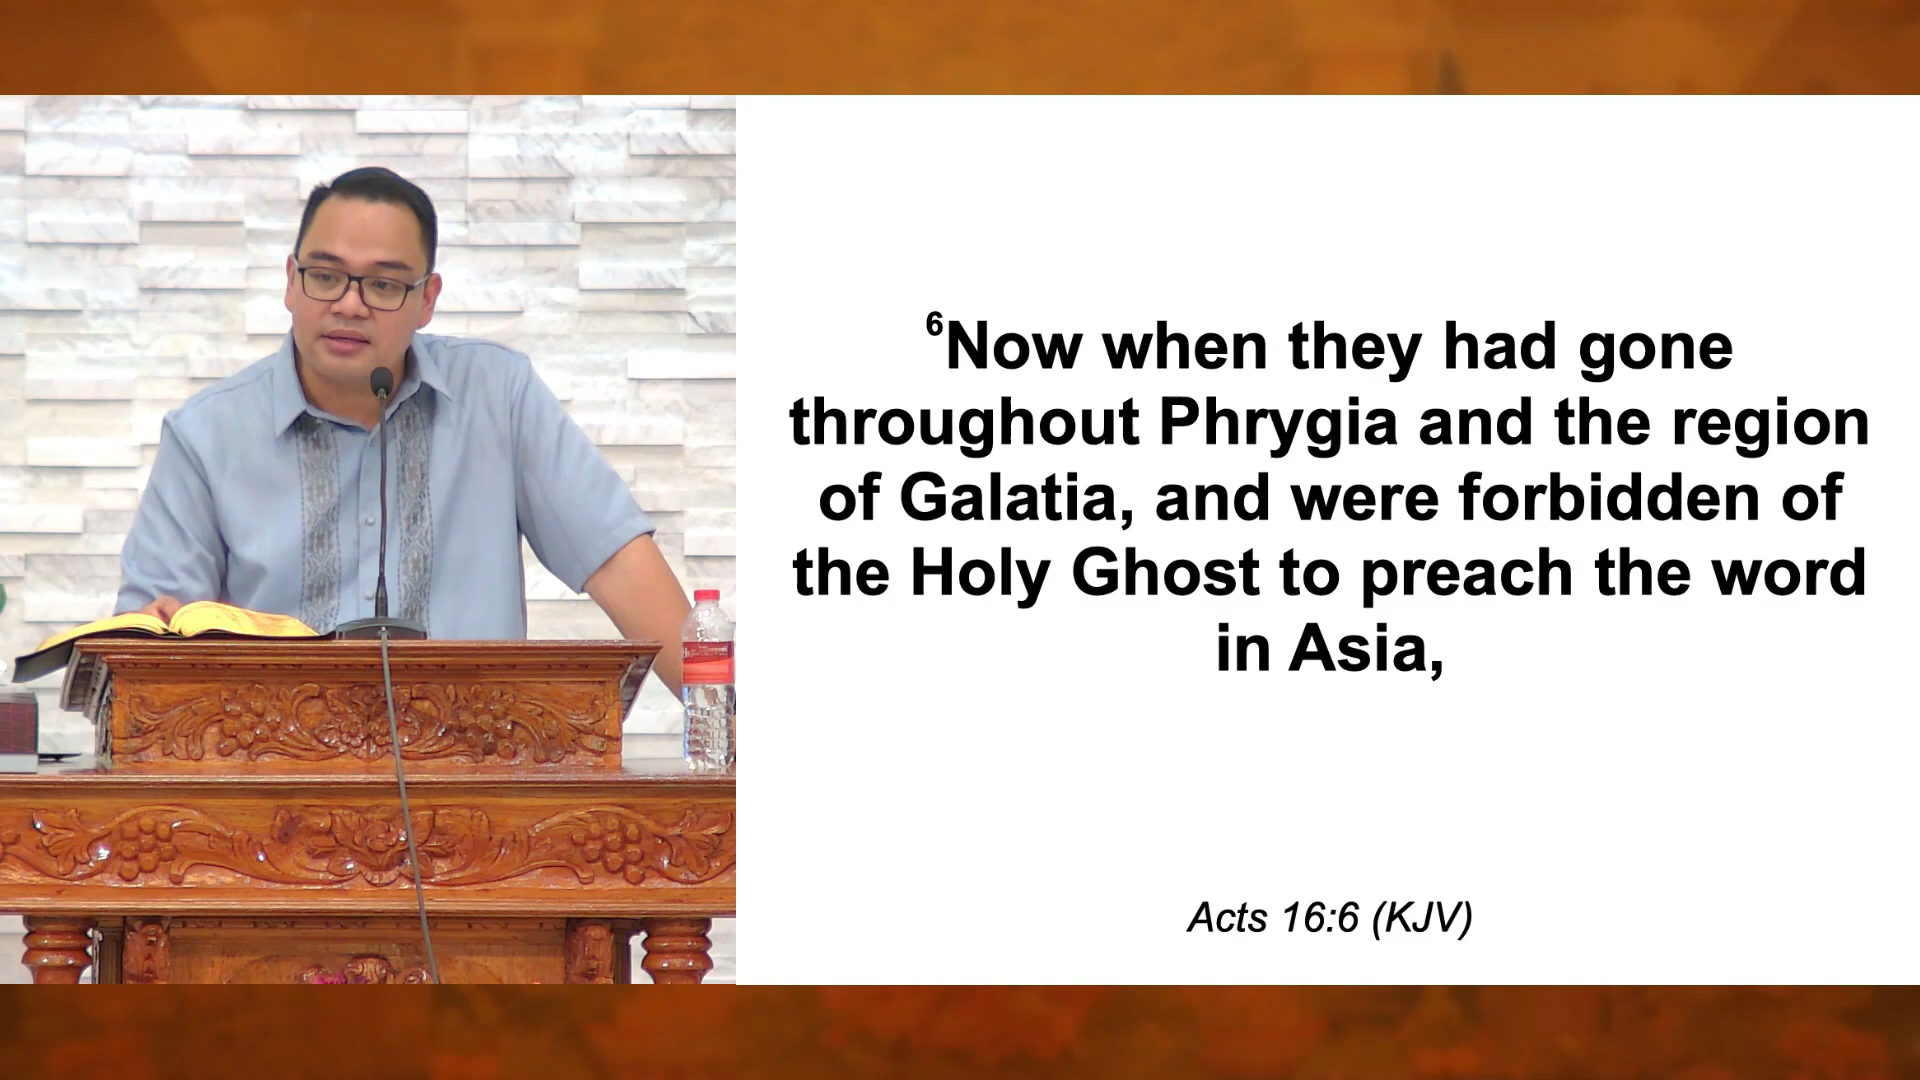 ⁶Now when they had gone
throughout Phrygia and the region
of Galatia, and were forbidden of
the Holy Ghost to preach the word
in Asia,
Acts 16:6 (KJV)